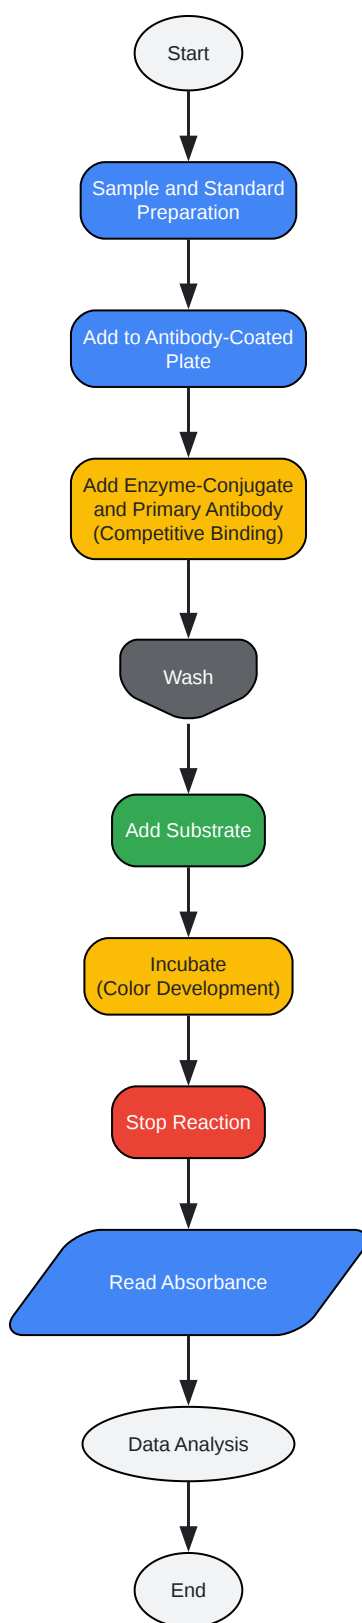 Start
Sample and Standard
Preparation
Add to Antibody-Coated
Plate
Add Enzyme-Conjugate
and Primary Antibody
(Competitive Binding)
Wash
Add Substrate
Incubate
(Color Development)
Stop Reaction
Read Absorbance
Data Analysis
End